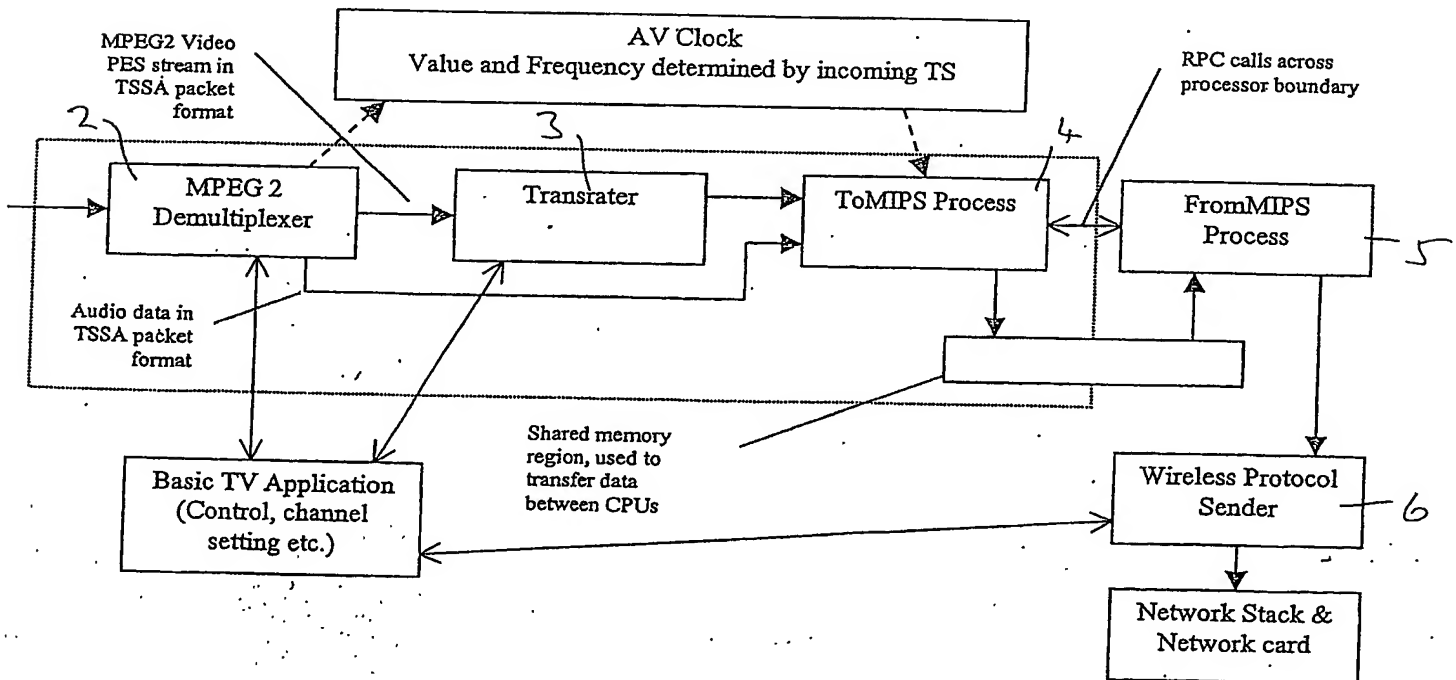 AV Clock
Value and Frequency determined by incoming TS
MPEG2 Video
PES stream in
TSSA packet
format
RPC calls across
processor boundary
2
3
4
MPEG 2
Demultiplexer
Transrater
ToMIPS Process
FromMIPS
Process
5
Audio data in
TSSA packet
format
Shared memory
region, used to
transfer data
between CPUs
Basic TV Application
(Control, channel
setting etc.)
Wireless Protocol
Sender
6
Network Stack &
Network card